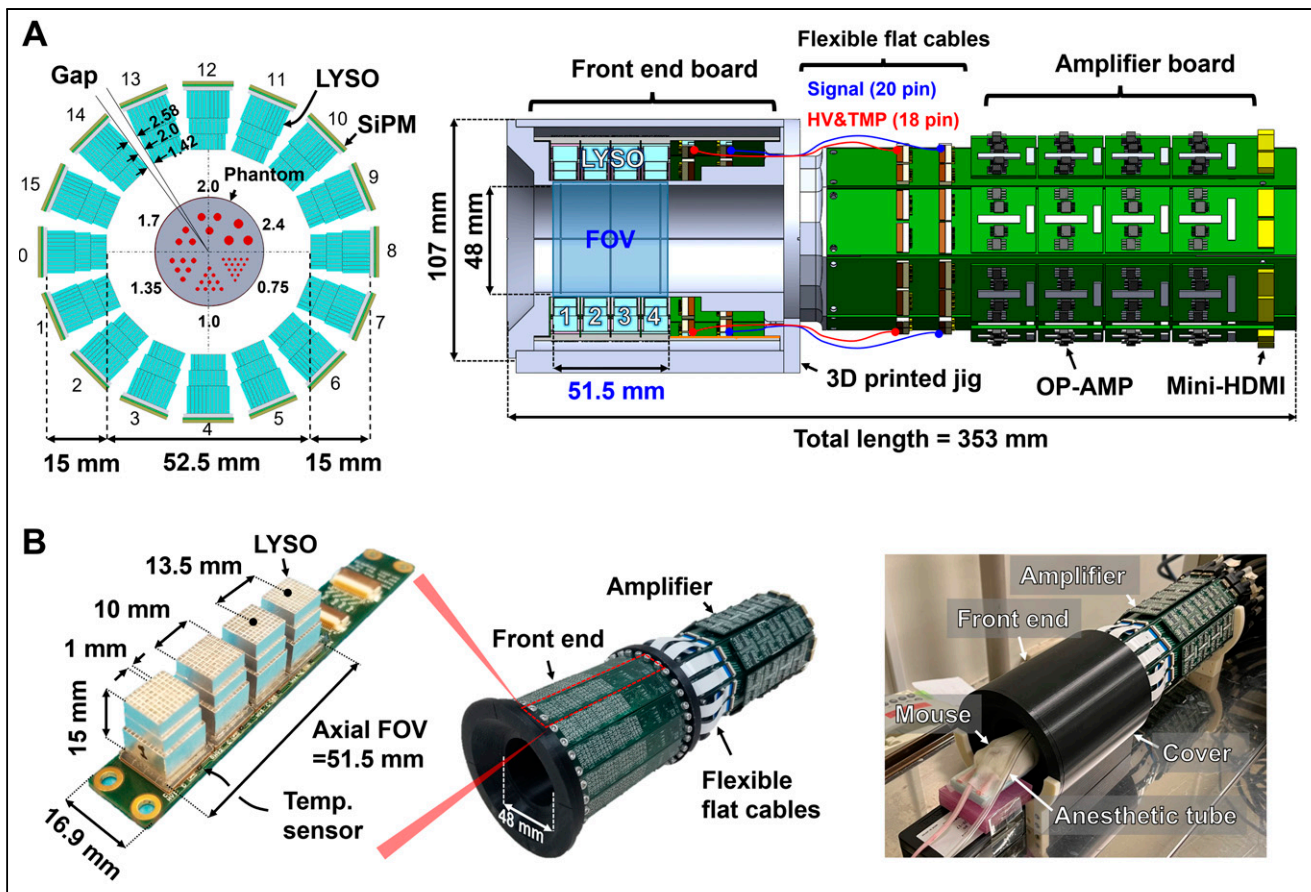 A
Gap
13
12
11
LYSO
14
10
SiPM
2.58
2.0
1.42
15
9
Phantom
2.0
1.7
2.4
0
8
1.35
0.75
1.0
1
7
2
6
3
5
4
15 mm
52.5 mm
15 mm
Front end board
Flexible flat cables
Signal (20 pin)
HV&TMP (18 pin)
Amplifier board
LYSO
107 mm
48 mm
FOV
1 2 3 4
51.5 mm
3D printed jig
OP-AMP
Mini-HDMI
Total length = 353 mm
B
LYSO
13.5 mm
10 mm
1 mm
15 mm
1
Axial FOV
=51.5 mm
Temp.
sensor
16.9 mm
Amplifier
Front end
48 mm
Flexible
flat cables
Amplifier
Front end
Mouse
Cover
Anesthetic tube